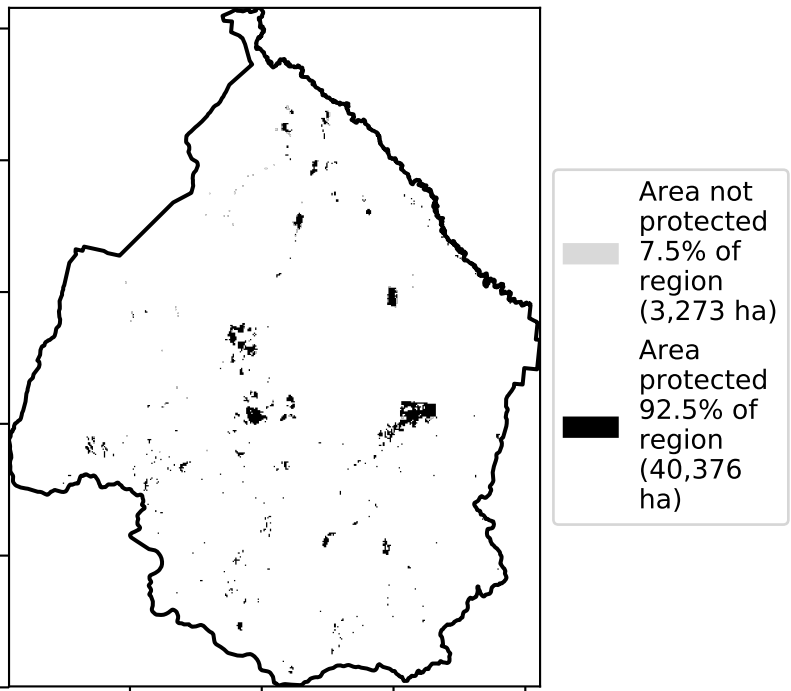 Area not
protected
7.5% of
region
(3,273 ha)
Area
protected
92.5% of
region
(40,376
ha)